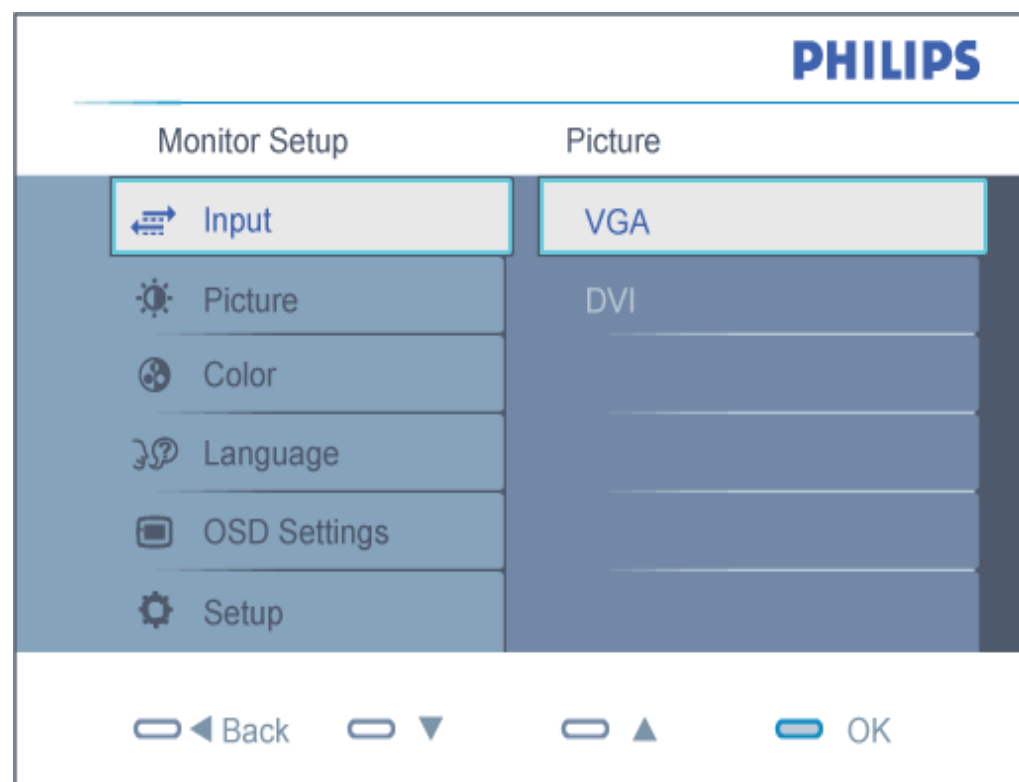 PHILIPS
Monitor Setup Picture
Input VGA
Picture DVI
Color
Language
OSD Settings
Setup
Back OK